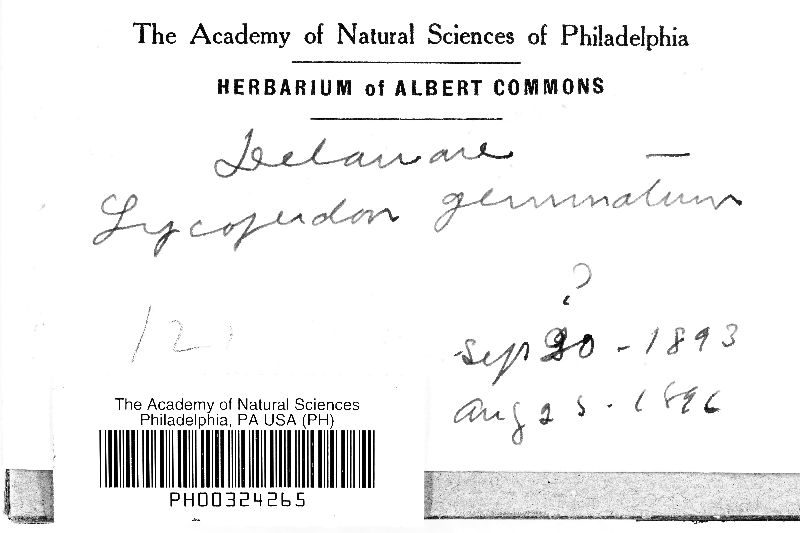 The Academy of Natural Sciences of Philadelphia
HERBARIUM of ALBERT COMMONS
Delaware —
Lycoperdon gemmatum
?
Sep 20 - 1893
Aug 25 - 1896
The Academy of Natural Sciences
Philadelphia, PA USA (PH)
PH00324265